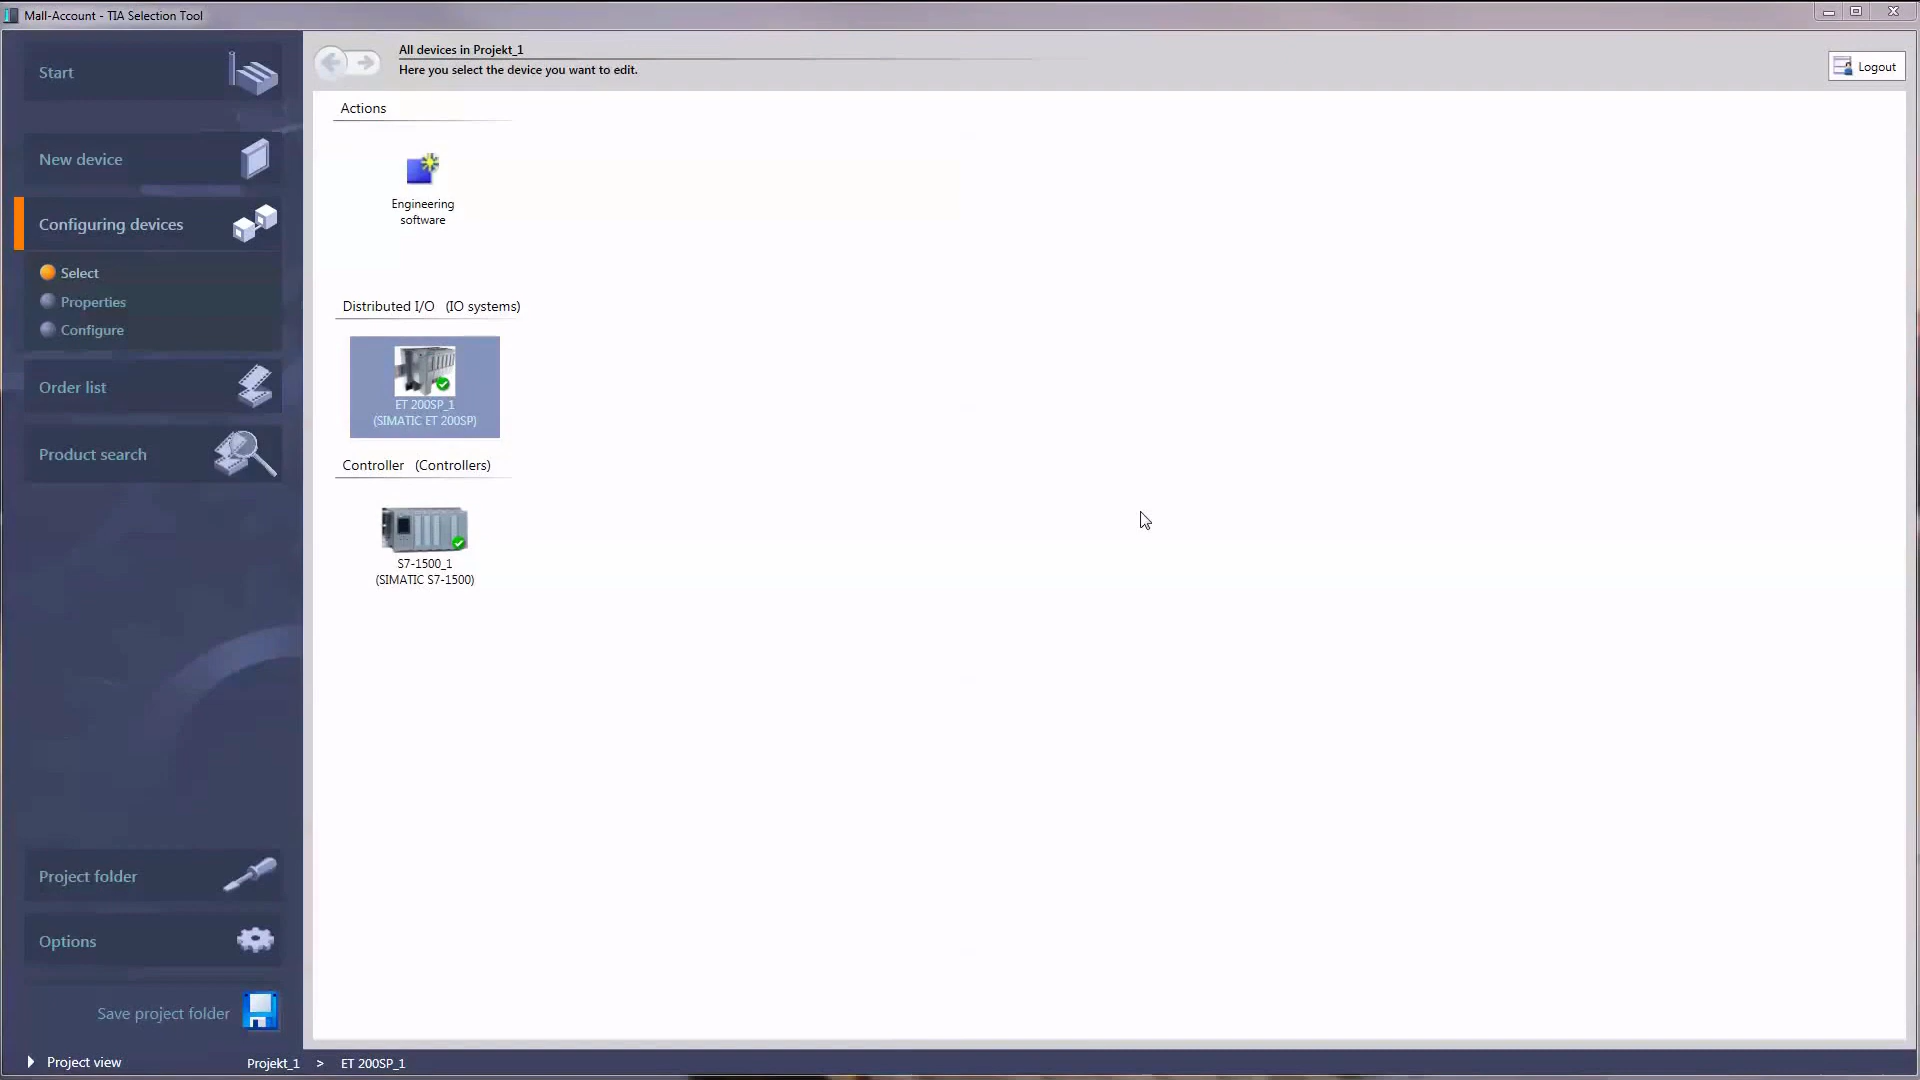 Mall-Account - TIA Selection Tool
Start
New device
Configuring devices
Select
Properties
Configure
Order list
Product search
Project folder
Options
Save project folder
Project view
All devices in Projekt_1
Here you select the device you want to edit.
Logout
Actions
Engineering
software
Distributed I/O (IO systems)
ET 200SP_1
(SIMATIC ET 200SP)
Controller (Controllers)
S7-1500_1
(SIMATIC S7-1500)
Projekt_1 > ET 200SP_1